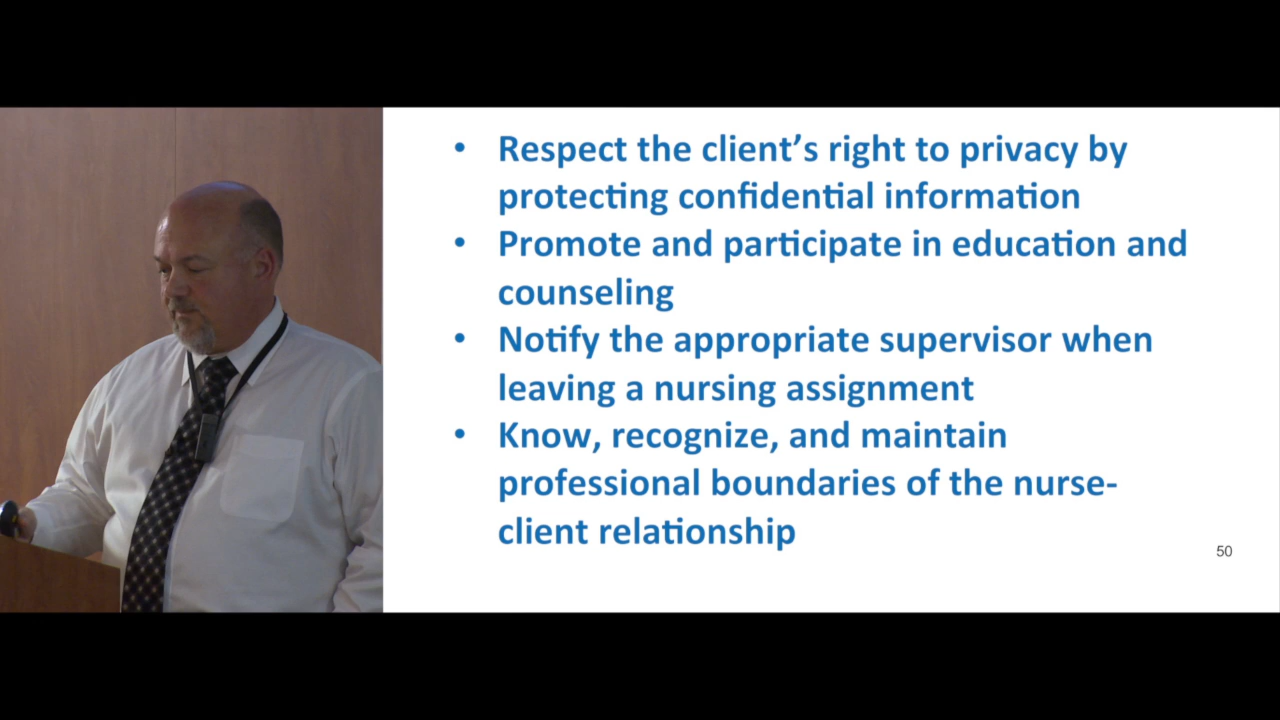 • Respect the client's right to privacy by
protecting confidential information
• Promote and participate in education and
counseling
• Notify the appropriate supervisor when
leaving a nursing assignment
• Know, recognize, and maintain
professional boundaries of the nurse-
client relationship
50